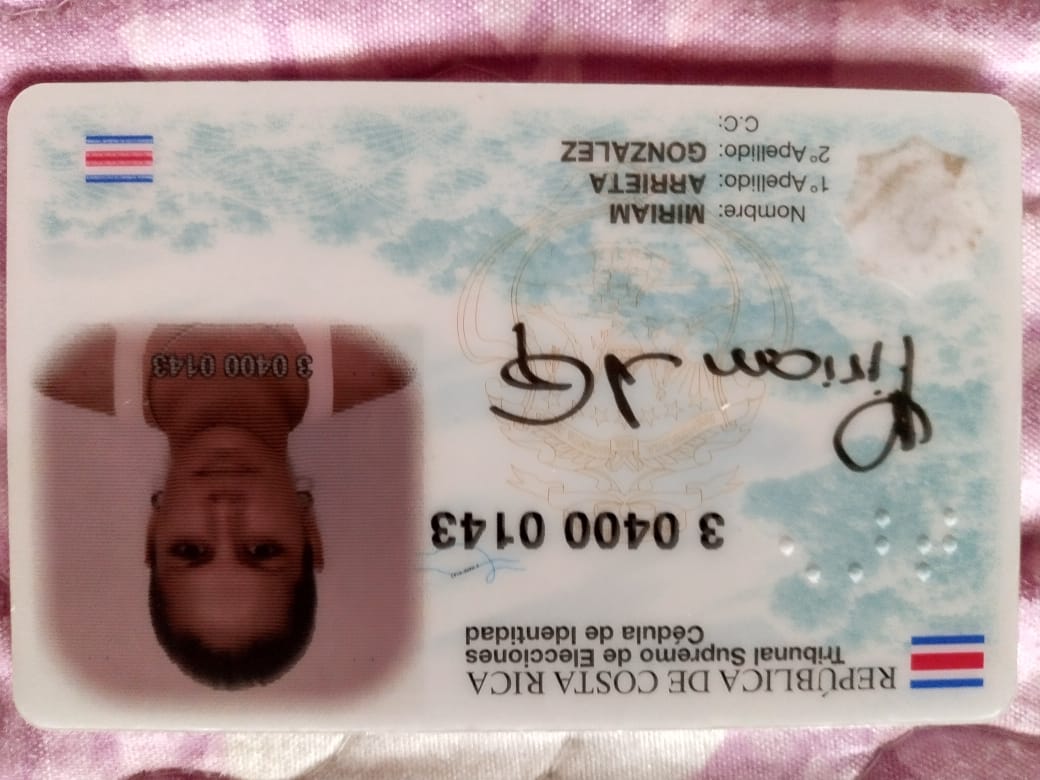 REPÚBLICA DE COSTA RICA
Tribunal Supremo de Elecciones
Cédula de Identidad
3 0400 0143
Miriam AG
3 0400 0143
Nombre: MIRIAM
1° Apellido: ARRIETA
2° Apellido: GONZALEZ
C.C: